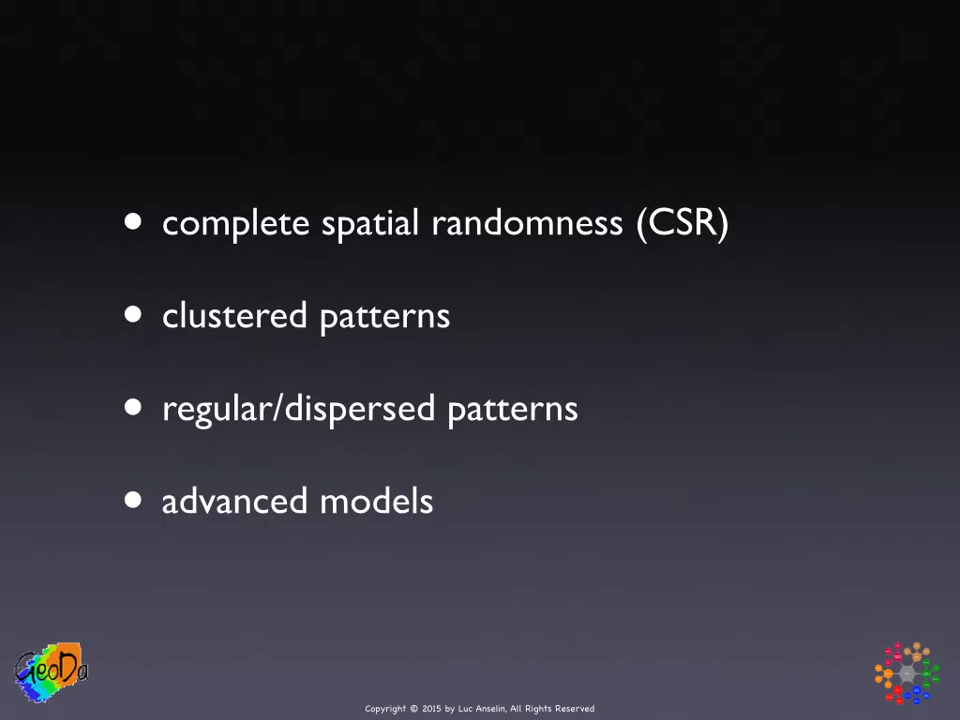 • complete spatial randomness (CSR)
• clustered patterns
• regular/dispersed patterns
• advanced models
GeoDa
Copyright © 2015 by Luc Anselin, All Rights Reserved